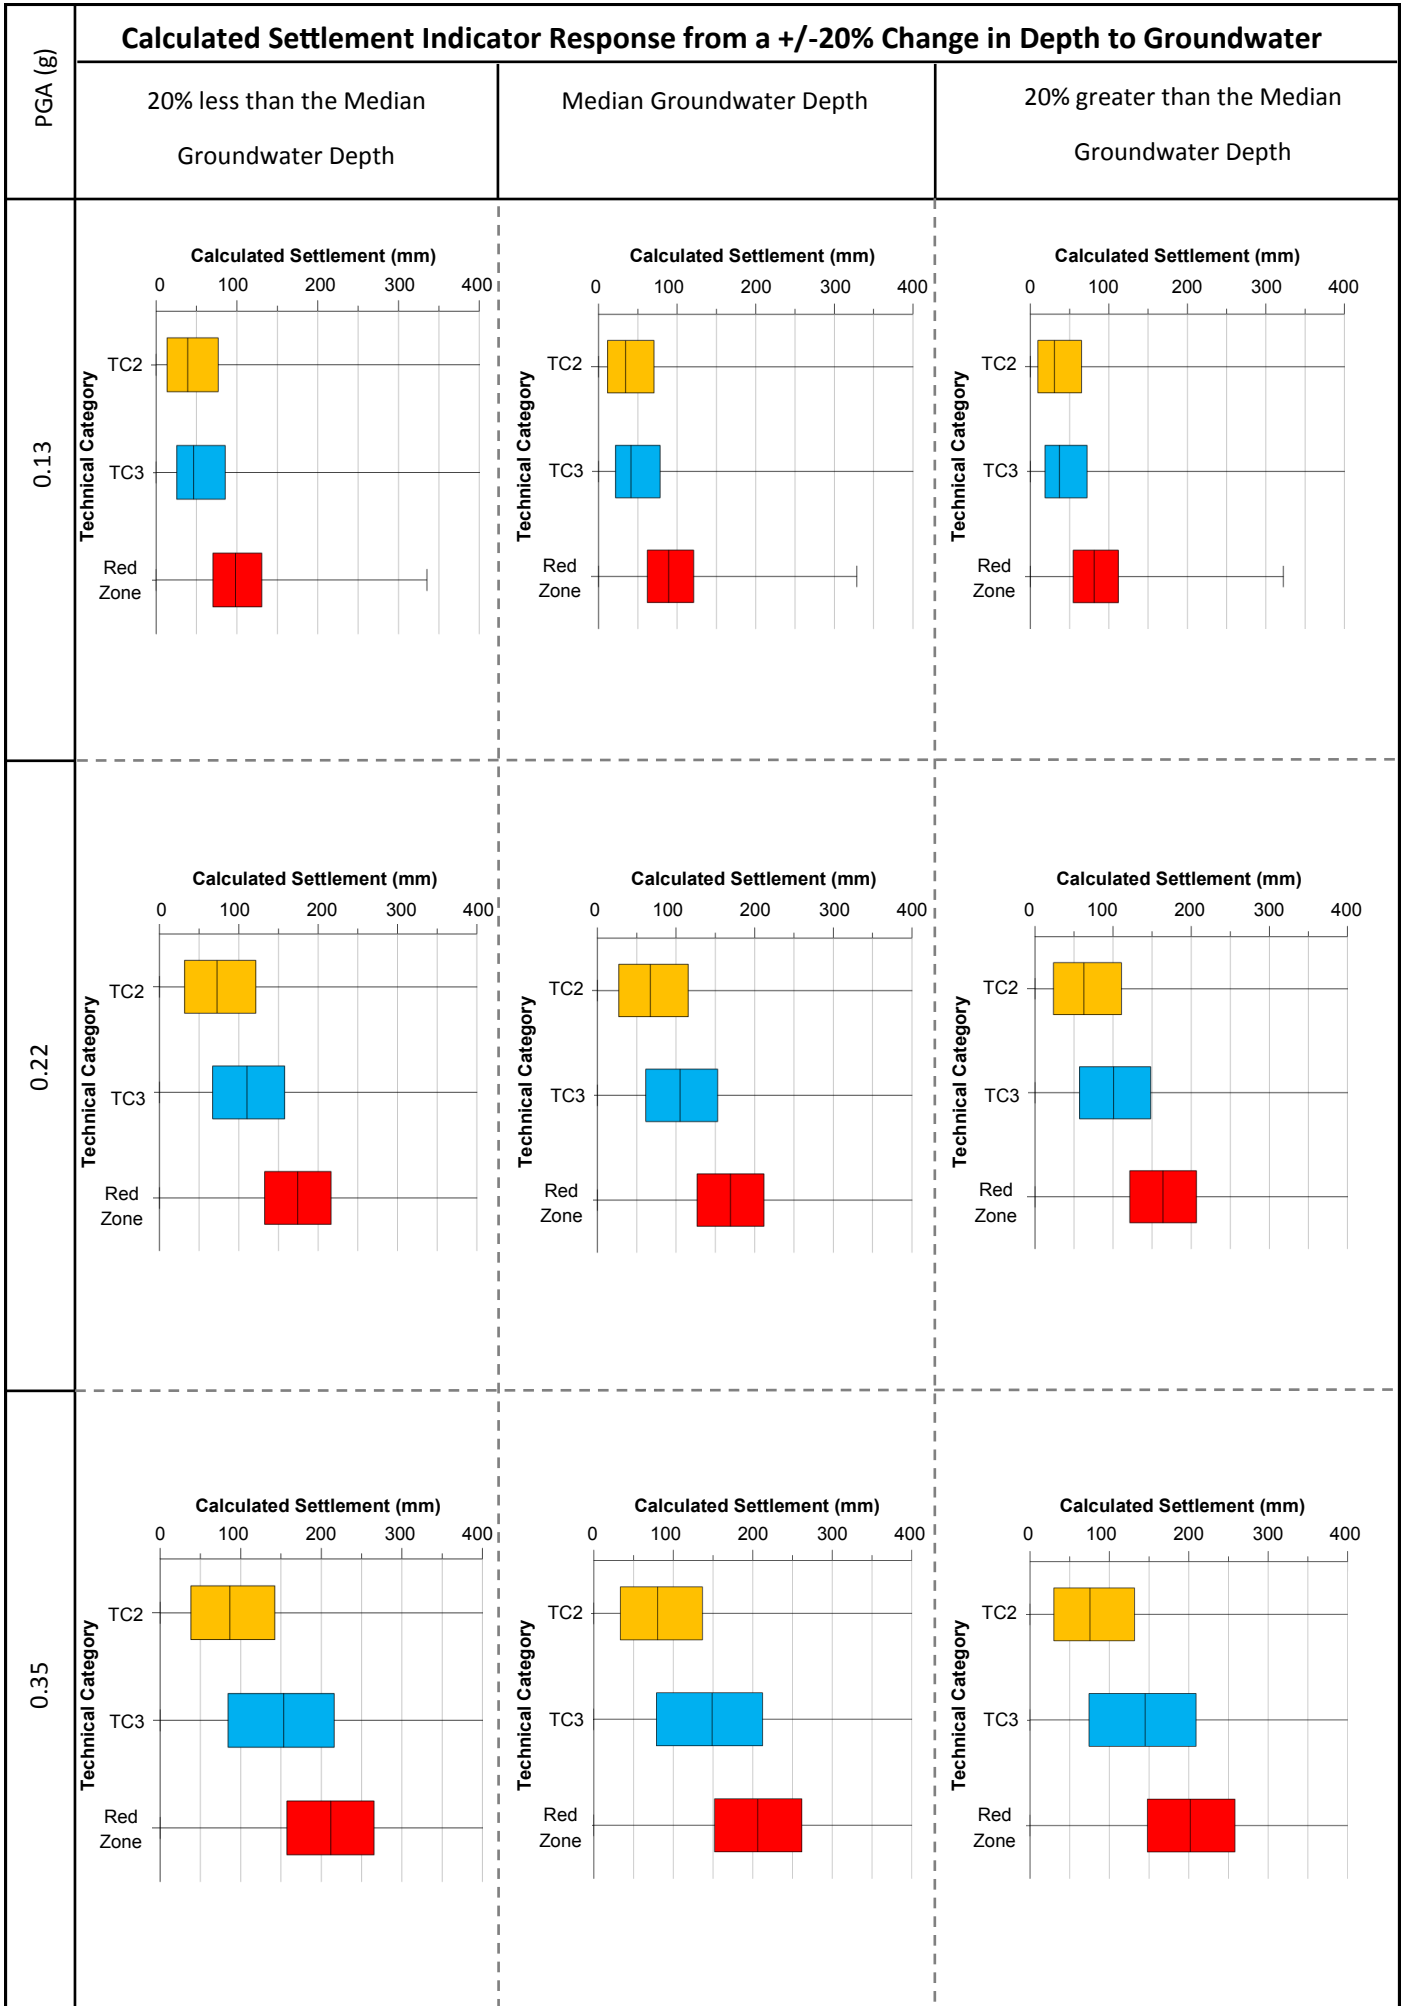 Calculated Settlement Indicator Response from a +/-20% Change in Depth to Groundwater
PGA (g)
20% less than the Median
Groundwater Depth
Median Groundwater Depth
20% greater than the Median
Groundwater Depth
0.13
Calculated Settlement (mm)
0 100 200 300 400
Technical Category
TC2
TC3
Red
Zone
Calculated Settlement (mm)
0 100 200 300 400
Technical Category
TC2
TC3
Red
Zone
Calculated Settlement (mm)
0 100 200 300 400
Technical Category
TC2
TC3
Red
Zone
0.22
Calculated Settlement (mm)
0 100 200 300 400
Technical Category
TC2
TC3
Red
Zone
Calculated Settlement (mm)
0 100 200 300 400
Technical Category
TC2
TC3
Red
Zone
Calculated Settlement (mm)
0 100 200 300 400
Technical Category
TC2
TC3
Red
Zone
0.35
Calculated Settlement (mm)
0 100 200 300 400
Technical Category
TC2
TC3
Red
Zone
Calculated Settlement (mm)
0 100 200 300 400
Technical Category
TC2
TC3
Red
Zone
Calculated Settlement (mm)
0 100 200 300 400
Technical Category
TC2
TC3
Red
Zone